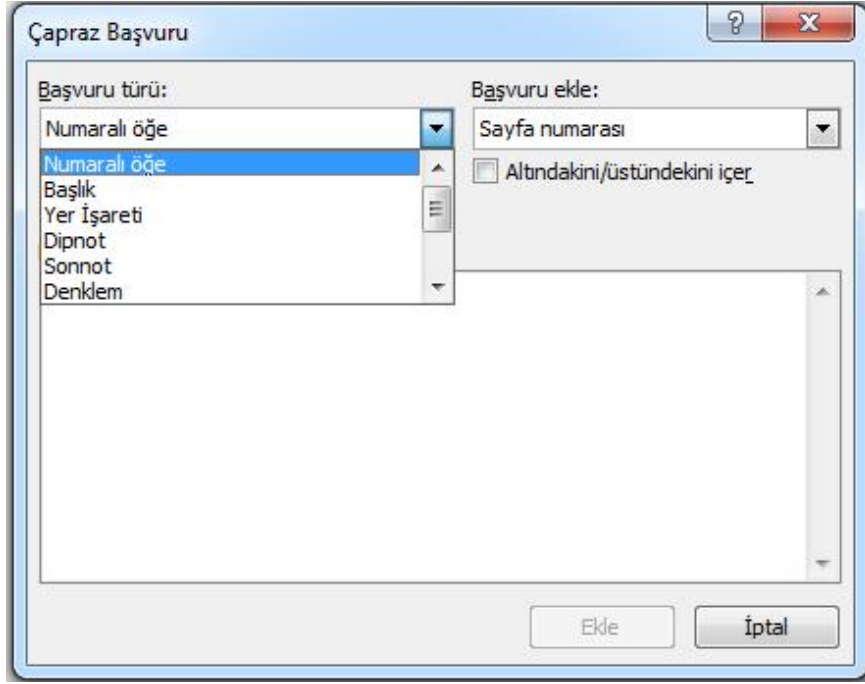 Çapraz Başvuru
Başvuru türü:
Başvuru ekle:
Numaralı öğe
Sayfa numarası
Numaralı öğe
Başlık
Yer İşareti
Dipnot
Sonnot
Denklem
Altındakini/üstündekini içer
Ekle
İptal